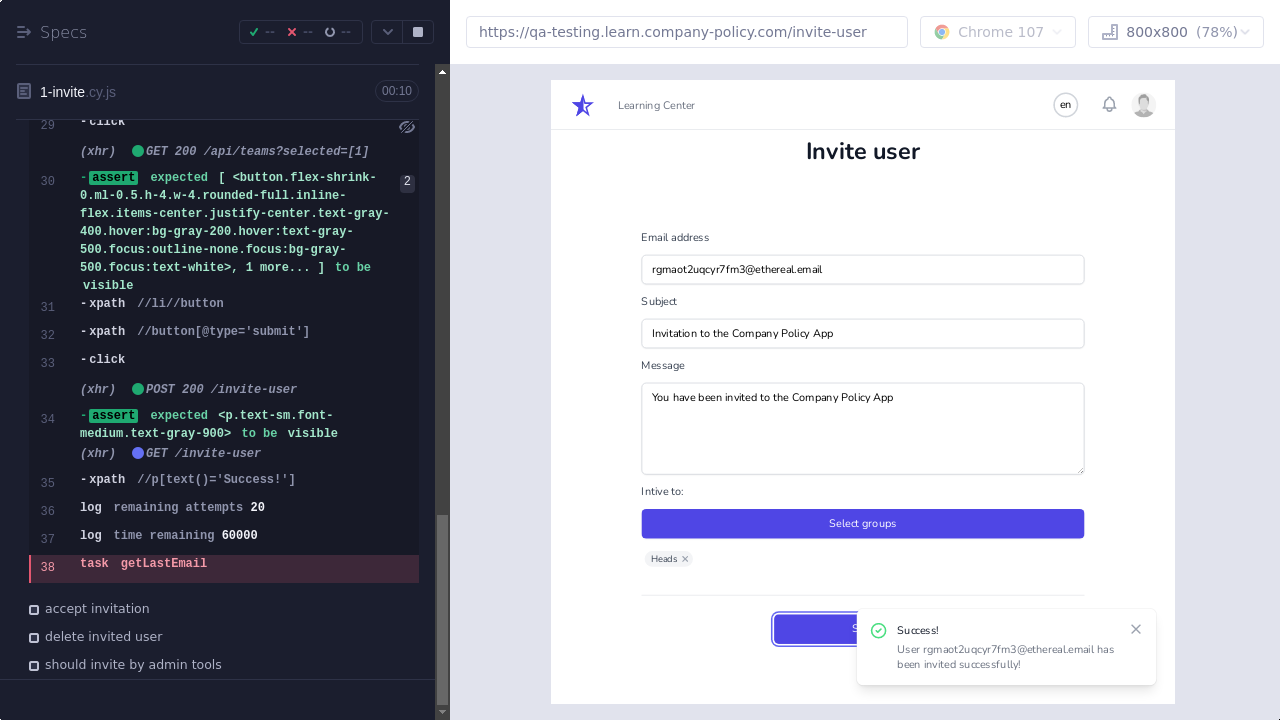 Specs
--
--
--
https://qa-testing.learn.company-policy.com/invite-user
Chrome 107
800x800 (78%)
1-invite.cy.js
00:10
29 -click
(xhr) GET 200 /api/teams?selected=[1]
30 -assert expected [ <button.flex-shrink-
0.ml-0.5.h-4.w-4.rounded-full.inline-
flex.items-center.justify-center.text-gray-
400.hover:bg-gray-200.hover:text-gray-
500.focus:outline-none.focus:bg-gray-
500.focus:text-white>, 1 more... ] to be
visible
2
31 -xpath //li//button
32 -xpath //button[@type='submit']
33 -click
(xhr) POST 200 /invite-user
34 -assert expected <p.text-sm.font-
medium.text-gray-900> to be visible
(xhr) GET /invite-user
35 -xpath //p[text()='Success!']
36 log remaining attempts 20
37 log time remaining 60000
38 task getLastEmail
accept invitation
delete invited user
should invite by admin tools
Learning Center
en
Invite user
Email address
rgmaot2uqcyr7fm3@ethereal.email
Subject
Invitation to the Company Policy App
Message
You have been invited to the Company Policy App
Intive to:
Select groups
Heads
S
Success!
User rgmaot2uqcyr7fm3@ethereal.email has
been invited successfully!